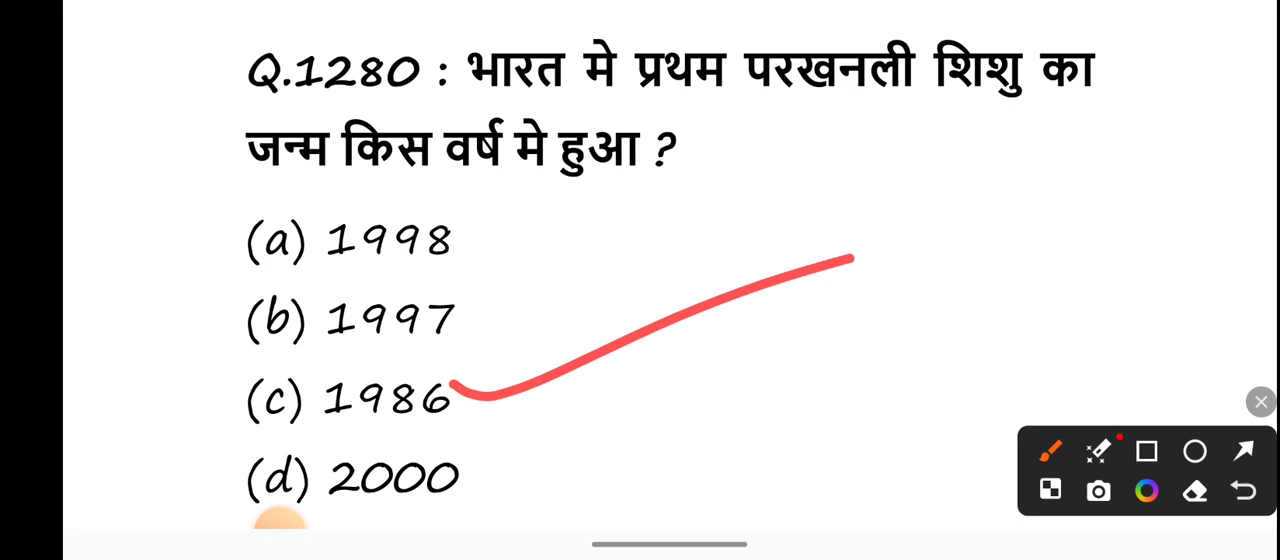 Q.1280 : भारत मे प्रथम परखनली शिशु का
जन्म किस वर्ष मे हुआ ?
(a) 1998
(b) 1997
(c) 1986
(d) 2000